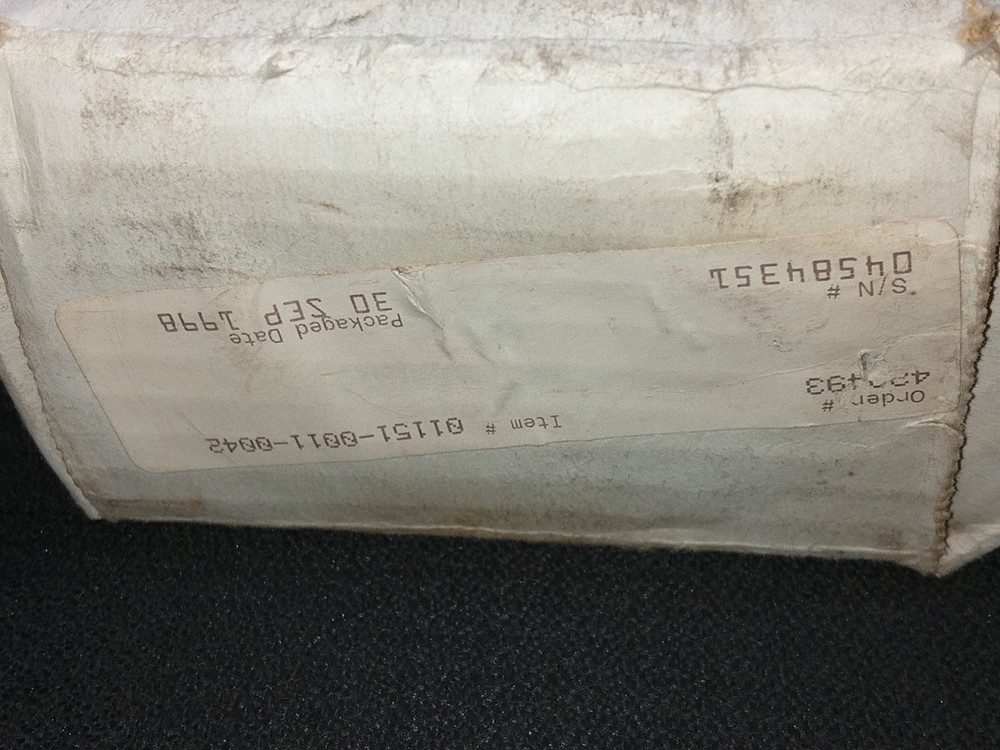 Order #
Item # 01151-0011-0042
S/N #
04584351
Packaged Date
30 SEP 1998